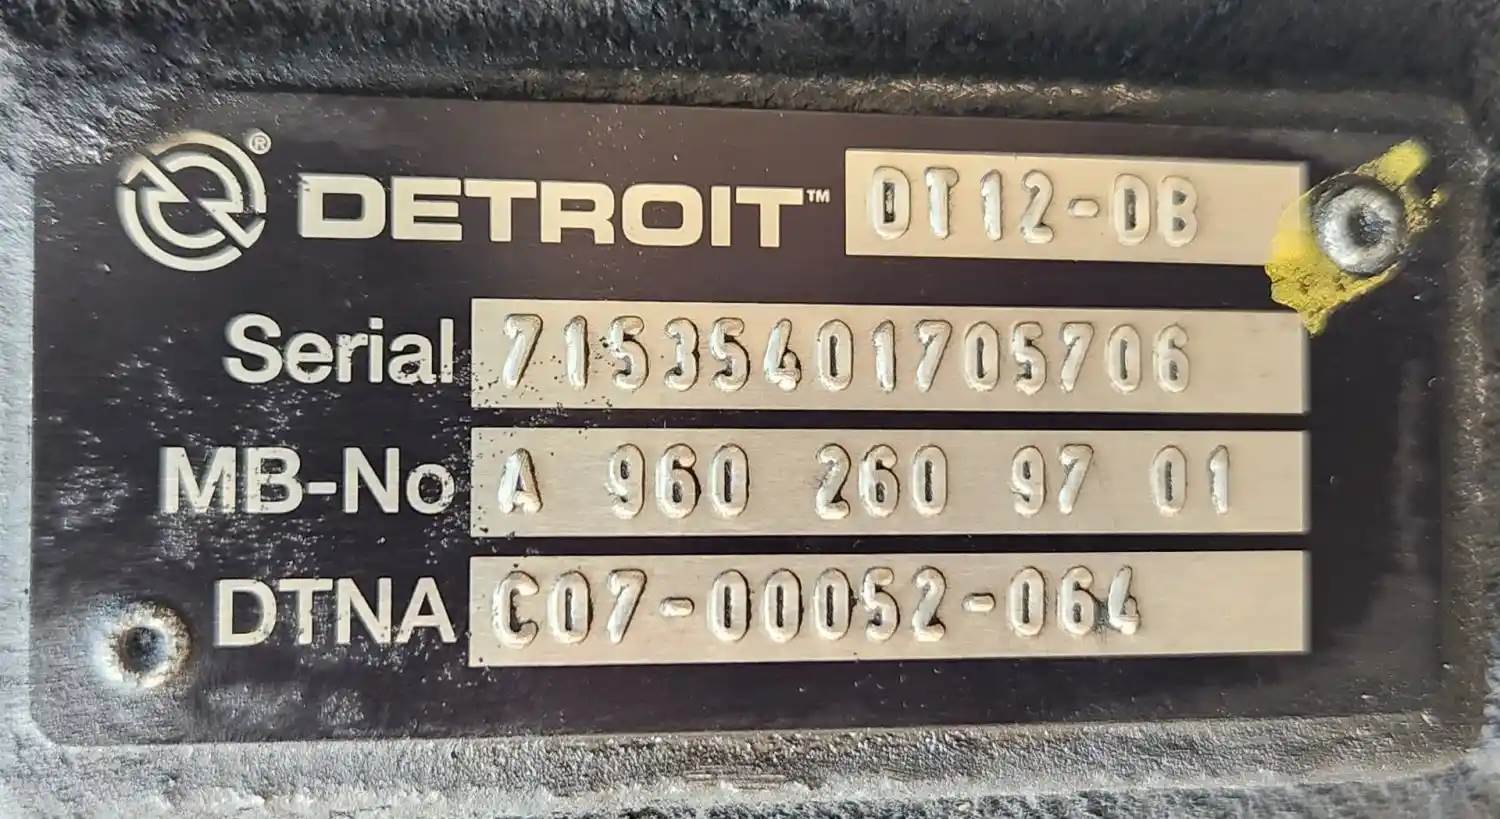 ® DETROIT™ DT12-DB
Serial 71535401705706
MB-No A 960 260 97 01
DTNA C07-00052-064